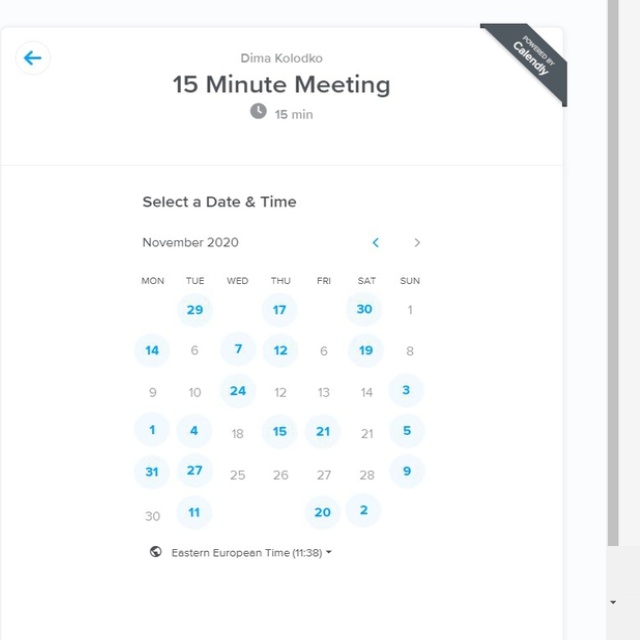 Dima Kolodko
15 Minute Meeting
15 min
POWERED BY
Calendly
Select a Date & Time
November 2020
MON TUE WED THU FRI SAT SUN
29 17 30 1
14 6 7 12 6 19 8
9 10 24 12 13 14 3
1 4 18 15 21 21 5
31 27 25 26 27 28 9
30 11 20 2
Eastern European Time (11:38)